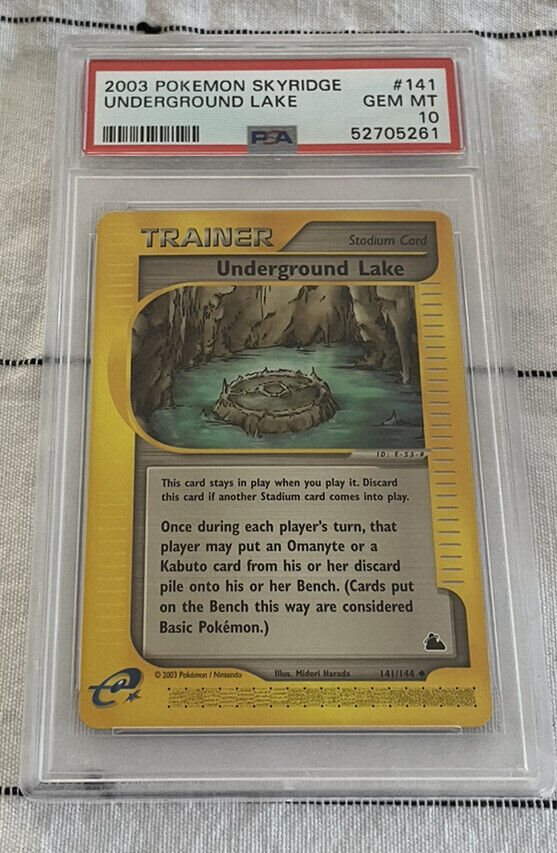 2003 POKEMON SKYRIDGE #141
UNDERGROUND LAKE GEM MT
10
PSA 52705261
TRAINER Stadium Card
Underground Lake
ID: E-55-#
This card stays in play when you play it. Discard
this card if another Stadium card comes into play.
Once during each player's turn, that
player may put an Omanyte or a
Kabuto card from his or her discard
pile onto his or her Bench. (Cards put
on the Bench this way are considered
Basic Pokémon.)
© 2003 Pokémon / Nintendo Illus. Midori Harada 141/144
e